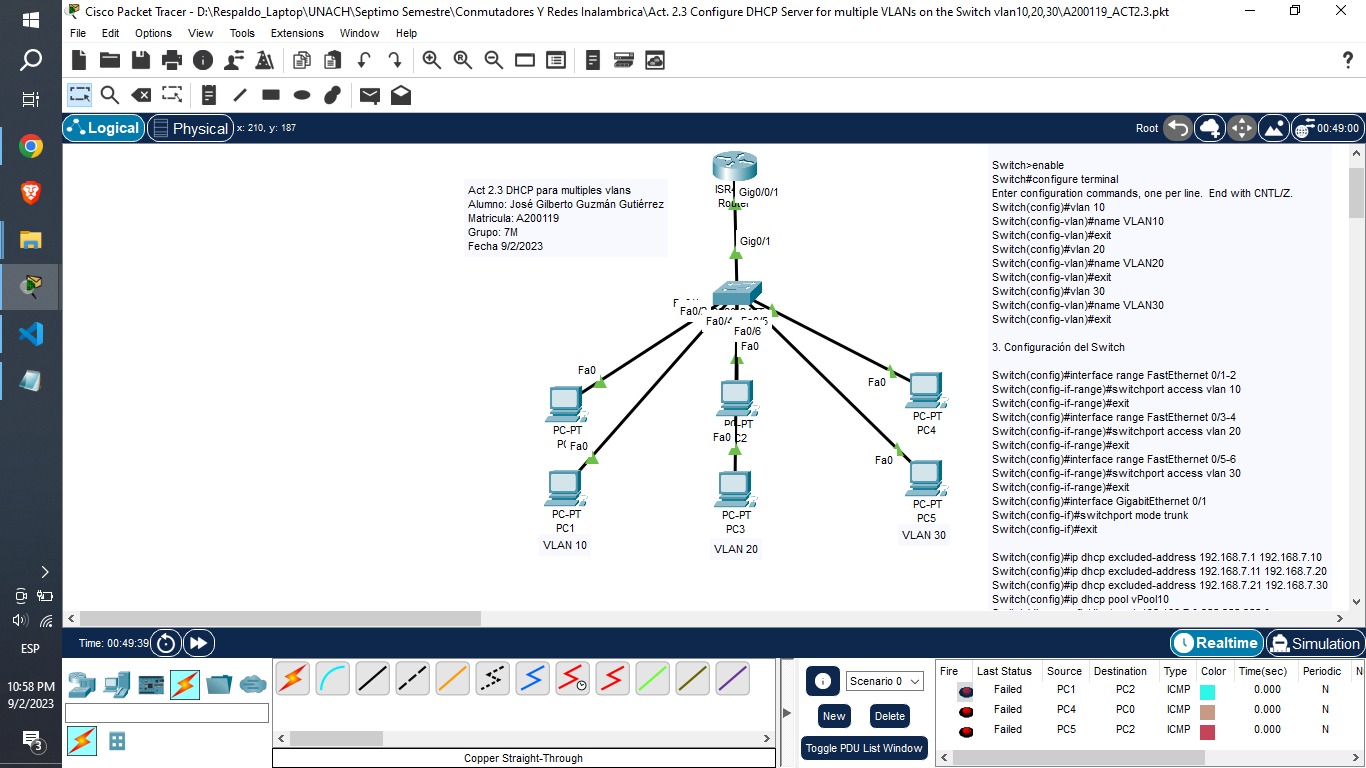 Cisco Packet Tracer - D:\Respaldo_Laptop\UNACH\Septimo Semestre\Conmutadores Y Redes Inalambrica\Act. 2.3 Configure DHCP Server for multiple VLANs on the Switch vlan10,20,30\A200119_ACT2.3.pkt
File Edit Options View Tools Extensions Window Help
Logical Physical x: 210, y: 187 Root 00:49:00
Act 2.3 DHCP para multiples vlans
Alumno: José Gilberto Guzmán Gutiérrez
Matricula: A200119
Grupo: 7M
Fecha 9/2/2023
Gig0/0/1
Gig0/1
Fa0/4
Fa0/6
Fa0
Fa0
PC-PT
Fa0
PC-PT
PC1
VLAN 10
Fa0
PC-PT
PC3
VLAN 20
Fa0
PC-PT
PC4
Fa0
PC-PT
PC5
VLAN 30
Switch>enable
Switch#configure terminal
Enter configuration commands, one per line. End with CNTL/Z.
Switch(config)#vlan 10
Switch(config-vlan)#name VLAN10
Switch(config-vlan)#exit
Switch(config)#vlan 20
Switch(config-vlan)#name VLAN20
Switch(config-vlan)#exit
Switch(config)#vlan 30
Switch(config-vlan)#name VLAN30
Switch(config-vlan)#exit
3. Configuración del Switch
Switch(config)#interface range FastEthernet 0/1-2
Switch(config-if-range)#switchport access vlan 10
Switch(config-if-range)#exit
Switch(config)#interface range FastEthernet 0/3-4
Switch(config-if-range)#switchport access vlan 20
Switch(config-if-range)#exit
Switch(config)#interface range FastEthernet 0/5-6
Switch(config-if-range)#switchport access vlan 30
Switch(config-if-range)#exit
Switch(config)#interface GigabitEthernet 0/1
Switch(config-if)#switchport mode trunk
Switch(config-if)#exit
Switch(config)#ip dhcp excluded-address 192.168.7.1 192.168.7.10
Switch(config)#ip dhcp excluded-address 192.168.7.11 192.168.7.20
Switch(config)#ip dhcp excluded-address 192.168.7.21 192.168.7.30
Switch(config)#ip dhcp pool vPool10
Time: 00:49:39
Realtime Simulation
Copper Straight-Through
Scenario 0
New Delete
Toggle PDU List Window
Fire Last Status Source Destination Type Color Time(sec) Periodic N
Failed PC1 PC2 ICMP 0.000 N
Failed PC4 PC0 ICMP 0.000 N
Failed PC5 PC2 ICMP 0.000 N
ESP
10:58 PM
9/2/2023
3